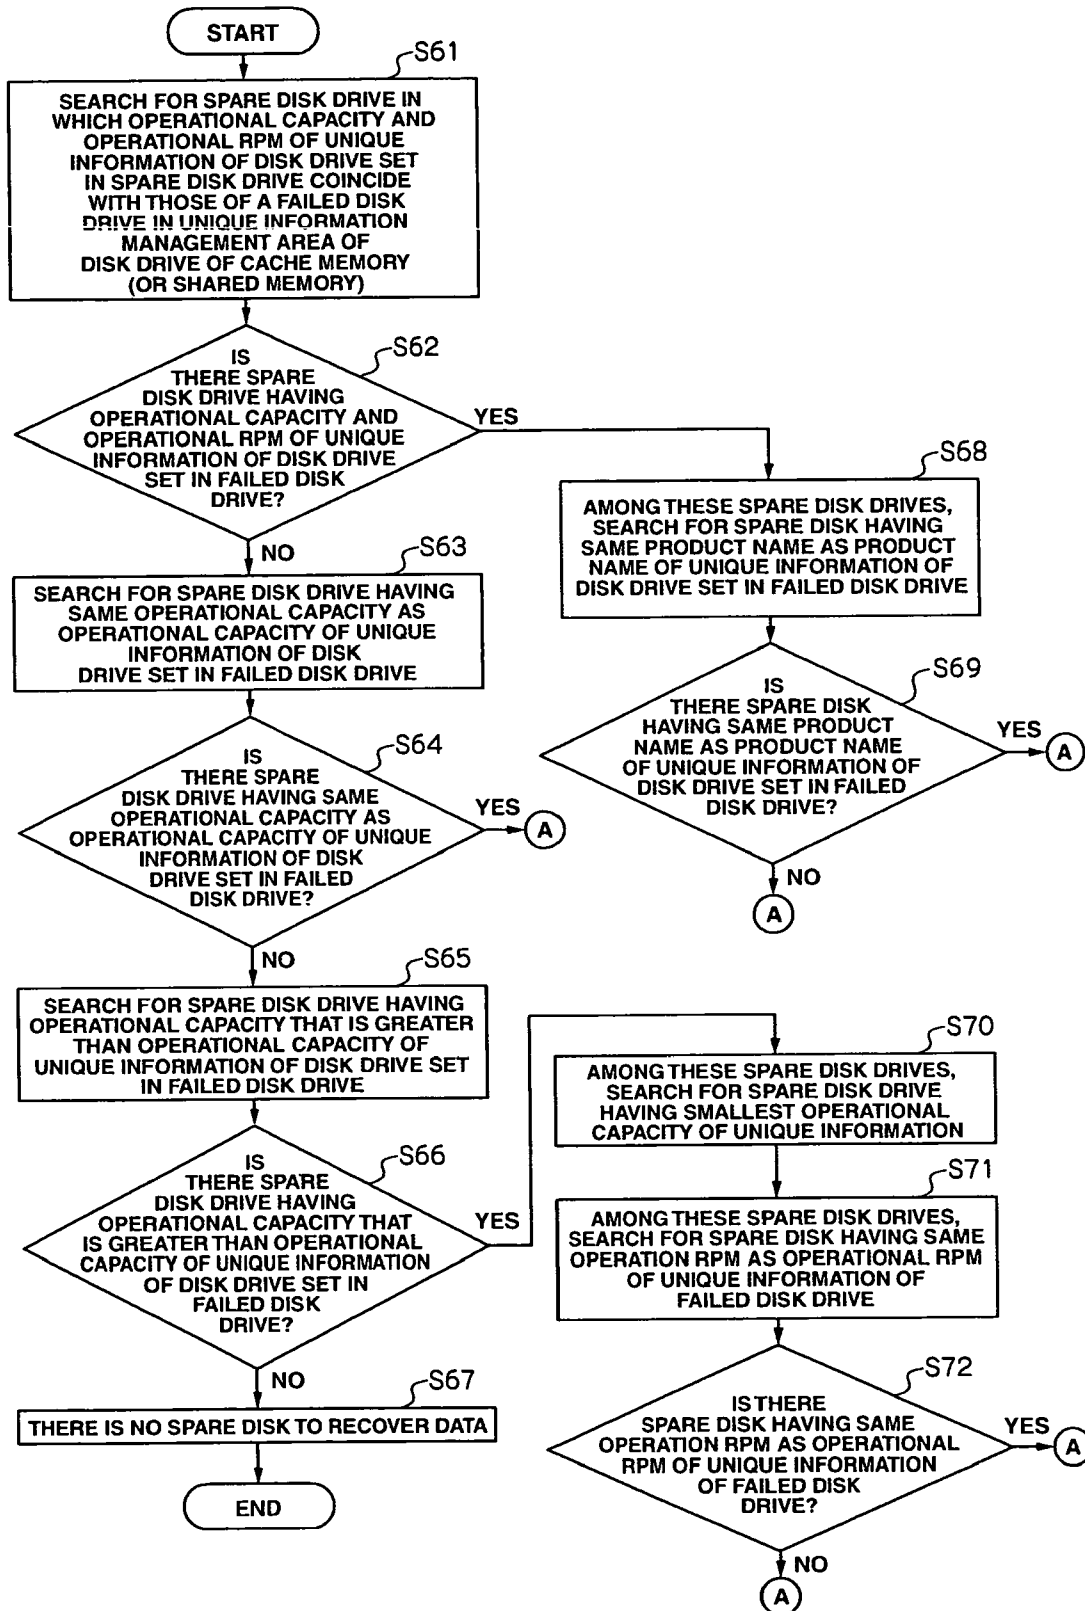 START
S61
SEARCH FOR SPARE DISK DRIVE IN
WHICH OPERATIONAL CAPACITY AND
OPERATIONAL RPM OF UNIQUE
INFORMATION OF DISK DRIVE SET
IN SPARE DISK DRIVE COINCIDE
WITH THOSE OF A FAILED DISK
DRIVE IN UNIQUE INFORMATION
MANAGEMENT AREA OF
DISK DRIVE OF CACHE MEMORY
(OR SHARED MEMORY)
S62
IS
THERE SPARE
DISK DRIVE HAVING
OPERATIONAL CAPACITY AND
OPERATIONAL RPM OF UNIQUE
INFORMATION OF DISK DRIVE
SET IN FAILED DISK
DRIVE?
YES
NO
S63
SEARCH FOR SPARE DISK DRIVE HAVING
SAME OPERATIONAL CAPACITY AS
OPERATIONAL CAPACITY OF UNIQUE
INFORMATION OF DISK
DRIVE SET IN FAILED DISK DRIVE
S64
IS
THERE SPARE
DISK DRIVE HAVING SAME
OPERATIONAL CAPACITY AS
OPERATIONAL CAPACITY OF UNIQUE
INFORMATION OF DISK
DRIVE SET IN FAILED
DISK DRIVE?
YES
A
NO
S65
SEARCH FOR SPARE DISK DRIVE HAVING
OPERATIONAL CAPACITY THAT IS GREATER
THAN OPERATIONAL CAPACITY OF
UNIQUE INFORMATION OF DISK DRIVE SET
IN FAILED DISK DRIVE
S66
IS
THERE SPARE
DISK DRIVE HAVING
OPERATIONAL CAPACITY THAT
IS GREATER THAN OPERATIONAL
CAPACITY OF UNIQUE INFORMATION
OF DISK DRIVE SET IN
FAILED DISK
DRIVE?
YES
NO
S67
THERE IS NO SPARE DISK TO RECOVER DATA
END
S68
AMONG THESE SPARE DISK DRIVES,
SEARCH FOR SPARE DISK HAVING
SAME PRODUCT NAME AS PRODUCT
NAME OF UNIQUE INFORMATION OF
DISK DRIVE SET IN FAILED DISK DRIVE
S69
IS
THERE SPARE DISK
HAVING SAME PRODUCT
NAME AS PRODUCT NAME
OF UNIQUE INFORMATION OF
DISK DRIVE SET IN FAILED
DISK DRIVE?
YES
A
NO
A
S70
AMONG THESE SPARE DISK DRIVES,
SEARCH FOR SPARE DISK DRIVE
HAVING SMALLEST OPERATIONAL
CAPACITY OF UNIQUE INFORMATION
S71
AMONG THESE SPARE DISK DRIVES,
SEARCH FOR SPARE DISK HAVING SAME
OPERATION RPM AS OPERATIONAL RPM
OF UNIQUE INFORMATION OF
FAILED DISK DRIVE
S72
IS THERE
SPARE DISK HAVING SAME
OPERATION RPM AS OPERATIONAL
RPM OF UNIQUE INFORMATION
OF FAILED DISK
DRIVE?
YES
A
NO
A